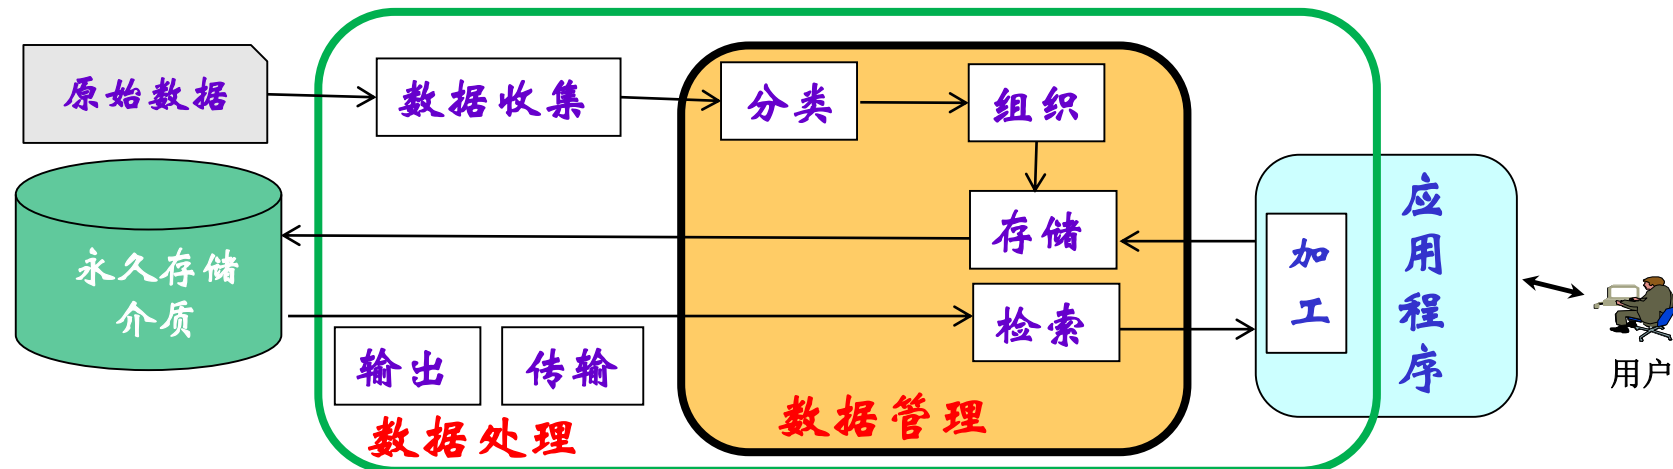 原始数据
数据收集
分类
组织
永久存储
介质
存储
检索
加
工
应
用
程
序
用户
输出
传输
数据处理
数据管理